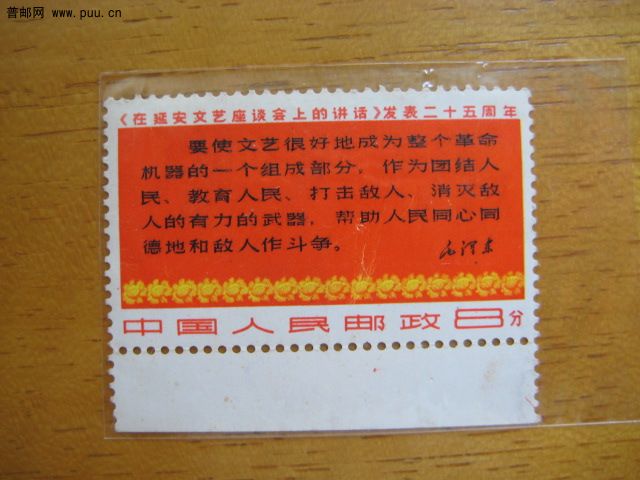 普邮网 www.puu.cn
《在延安文艺座谈会上的讲话》发表二十五周年
要使文艺很好地成为整个革命
机器的一个组成部分，作为团结人
民、教育人民、打击敌人、消灭敌
人的有力的武器，帮助人民同心同
德地和敌人作斗争。
毛泽东
中国人民邮政8分